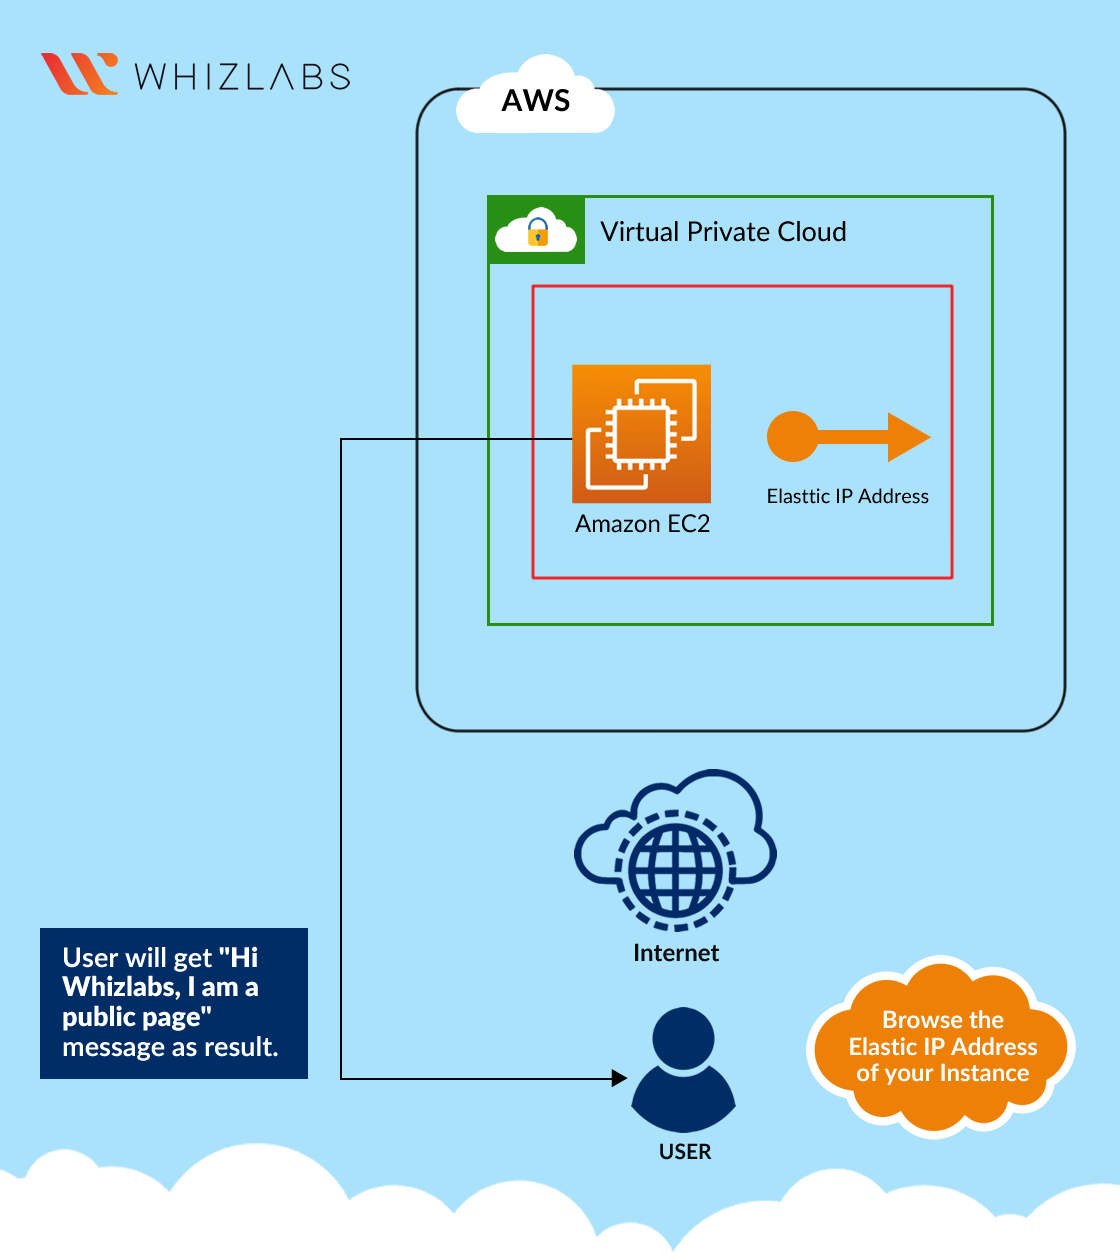 WHIZLABS
AWS
Virtual Private Cloud
Amazon EC2
Elasttic IP Address
Internet
User will get "Hi
Whizlabs, I am a
public page"
message as result.
Browse the
Elastic IP Address
of your Instance
USER